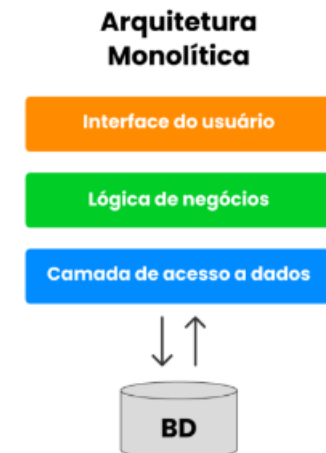 Arquitetura
Monolítica
Interface do usuário
Lógica de negócios
Camada de acesso a dados
BD